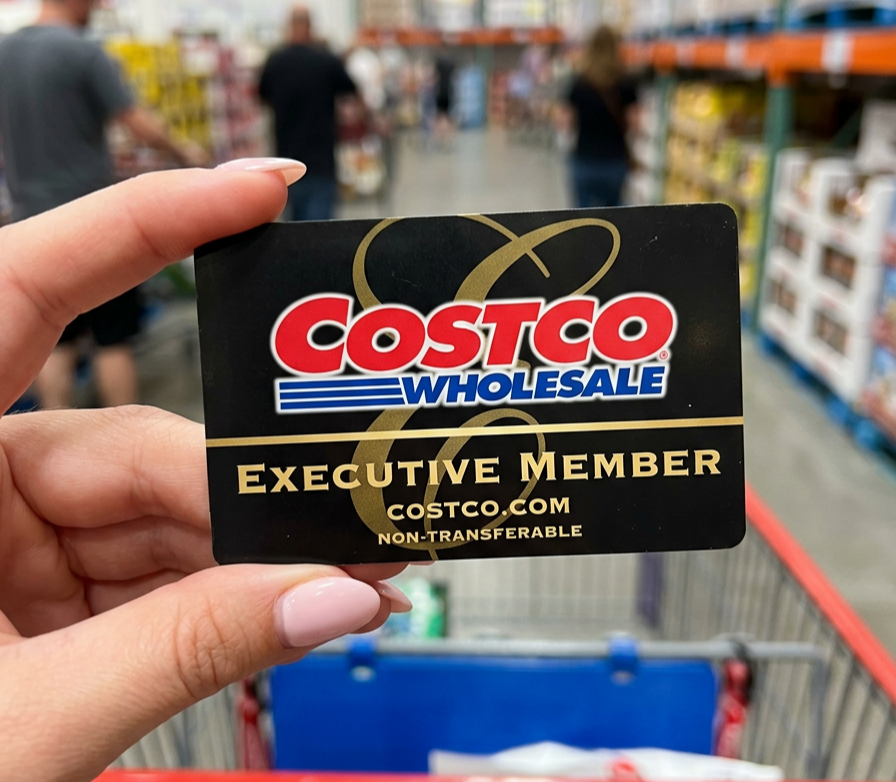 COSTCO
WHOLESALE
EXECUTIVE MEMBER
COSTCO.COM
NON-TRANSFERABLE